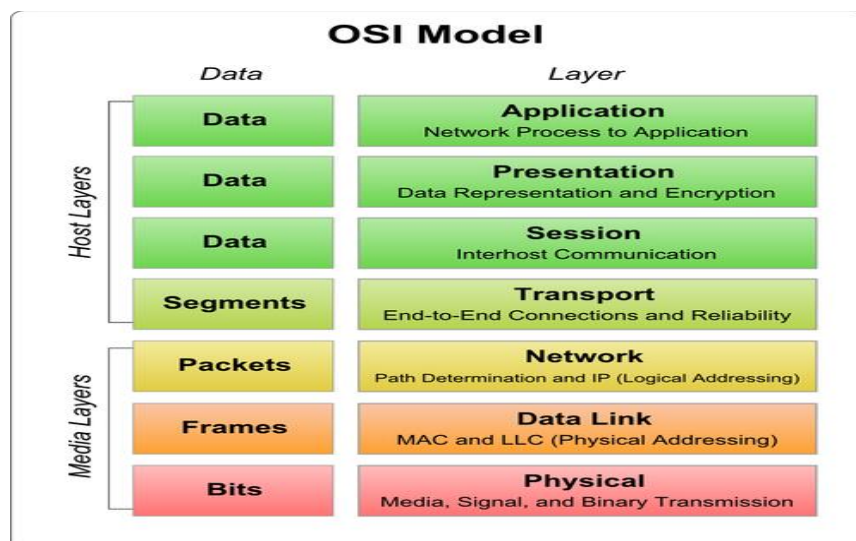 OSI Model
Data Layer
Host Layers
Data
Application
Network Process to Application
Data
Presentation
Data Representation and Encryption
Data
Session
Interhost Communication
Segments
Transport
End-to-End Connections and Reliability
Media Layers
Packets
Network
Path Determination and IP (Logical Addressing)
Frames
Data Link
MAC and LLC (Physical Addressing)
Bits
Physical
Media, Signal, and Binary Transmission